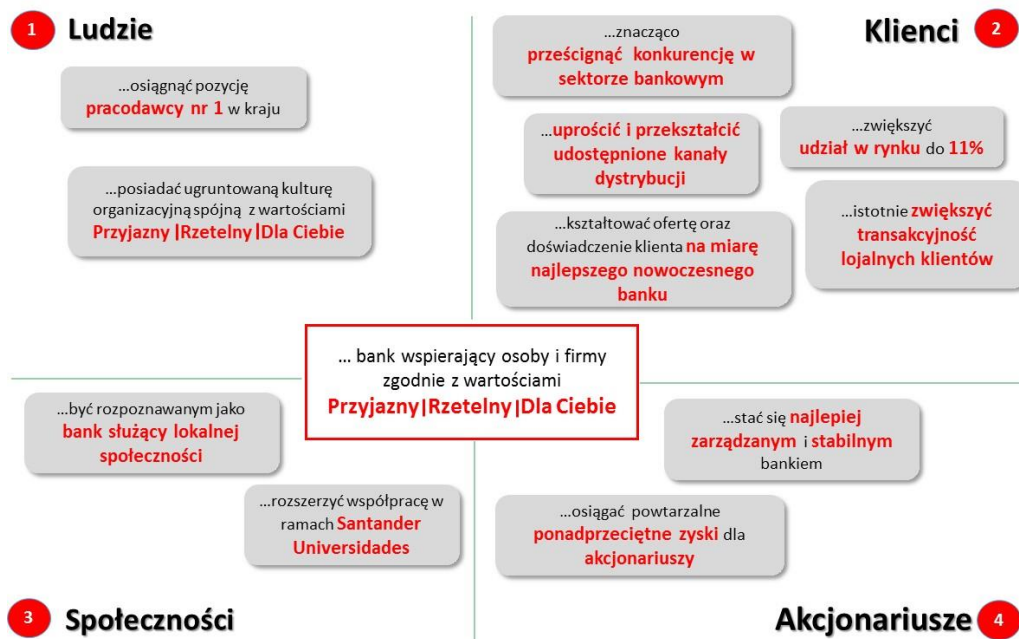 1 Ludzie
...osiągnąć pozycję
pracodawcy nr 1 w kraju
...posiadać ugruntowaną kulturę
organizacyjną spójną z wartościami
Przyjazny |Rzetelny |Dla Ciebie
Klienci 2
...znacząco
prześcignąć konkurencję w
sektorze bankowym
...uprościć i przekształcić
udostępnione kanały
dystrybucji
...zwiększyć
udział w rynku do 11%
...kształtować ofertę oraz
doświadczenie klienta na miarę
najlepszego nowoczesnego
banku
...istotnie zwiększyć
transakcyjność
lojalnych klientów
... bank wspierający osoby i firmy
zgodnie z wartościami
Przyjazny|Rzetelny|Dla Ciebie
...być rozpoznawanym jako
bank służący lokalnej
społeczności
...rozszerzyć współpracę w
ramach Santander
Universidades
3 Społeczności
...stać się najlepiej
zarządzanym i stabilnym
bankiem
...osiągać powtarzalne
ponadprzeciętne zyski dla
akcjonariuszy
Akcjonariusze 4